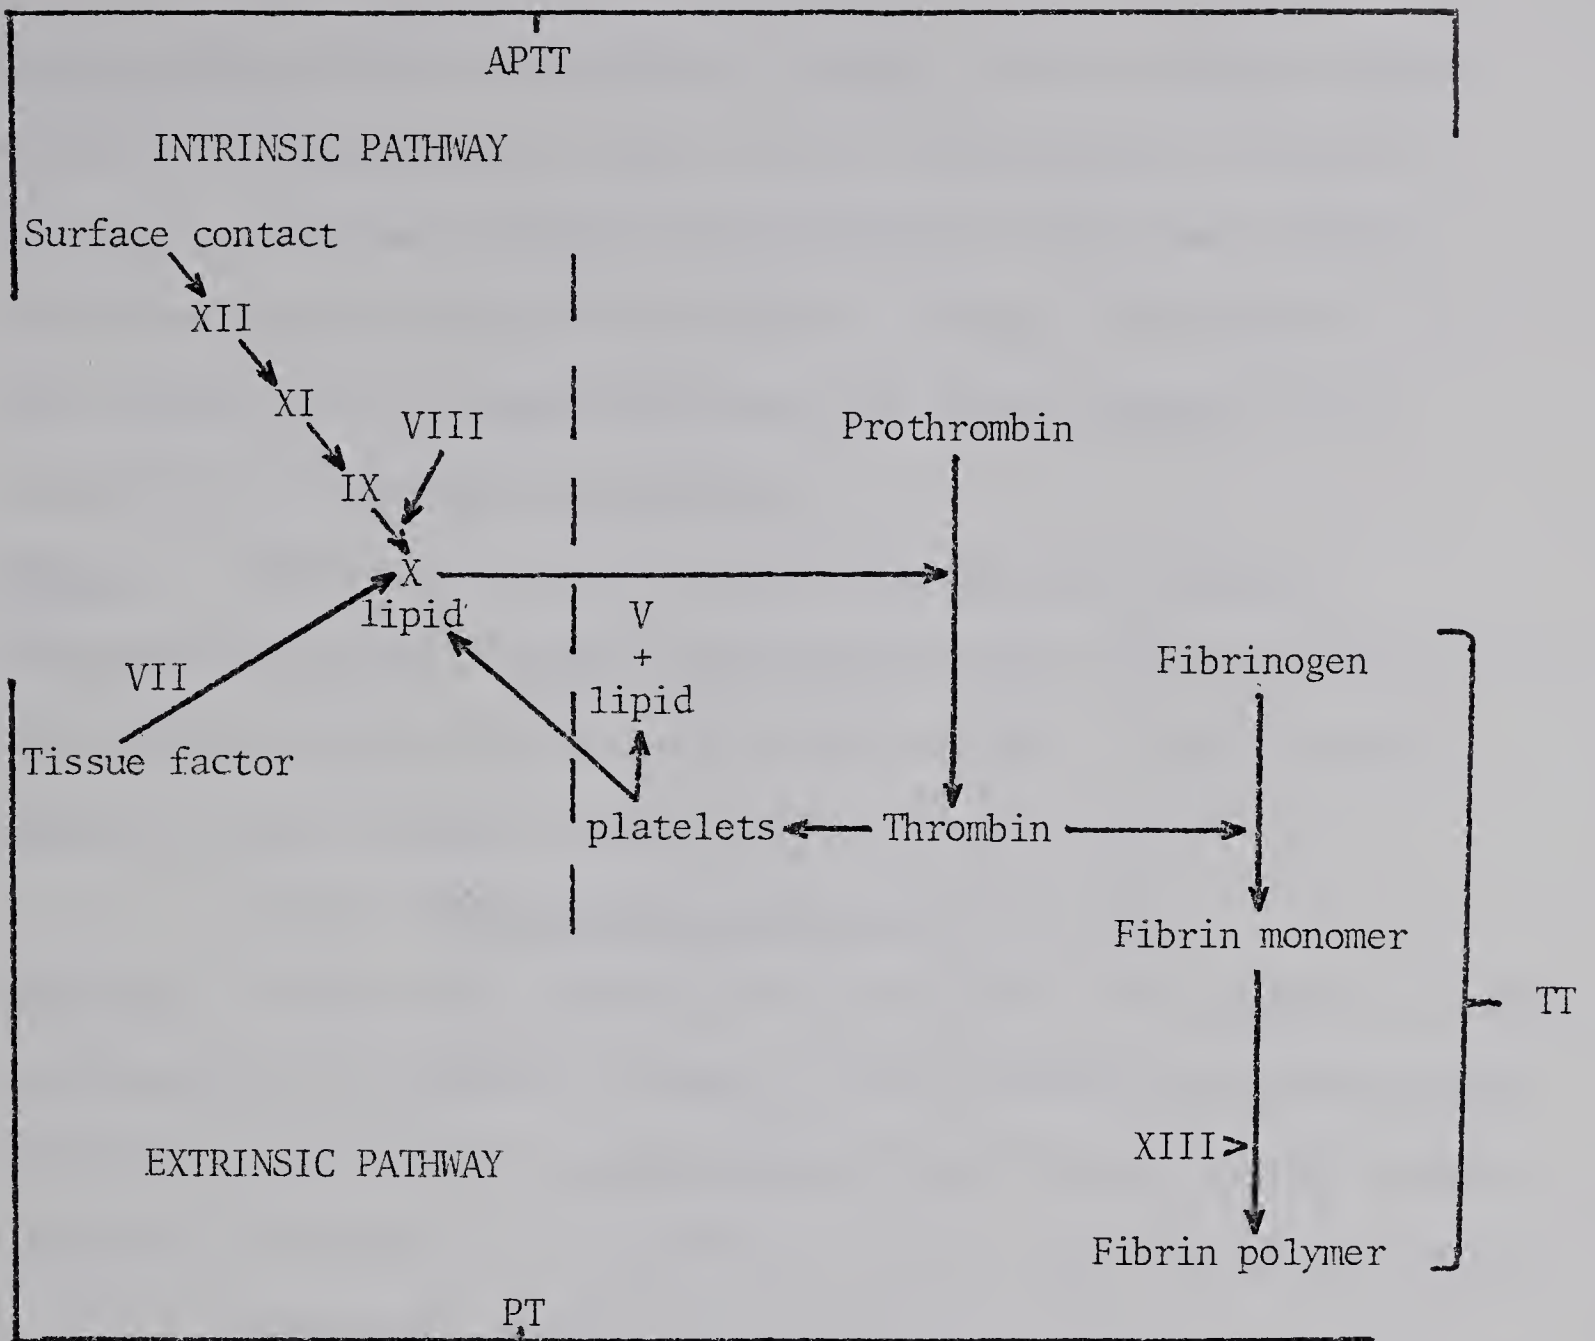 APTT
INTRINSIC PATHWAY
Surface contact
XII
XI
VIII
Prothrombin
IX
X
lipid
V
+
lipid
VII
Fibrinogen
Tissue factor
platelets
Thrombin
Fibrin monomer
TT
XIII>
EXTRINSIC PATHWAY
Fibrin polymer
PT